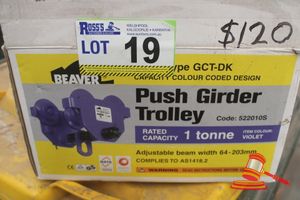 ROSS'S
LOT 19
$120
BEAVER
Type GCT-DK
CAPACITY COLOUR CODED DESIGN
Push Girder
Trolley
Code: 522010S
RATED CAPACITY 1 tonne
ITEM COLOUR: VIOLET
Adjustable beam width 64-203mm
COMPLIES TO AS1418.2
WARNING